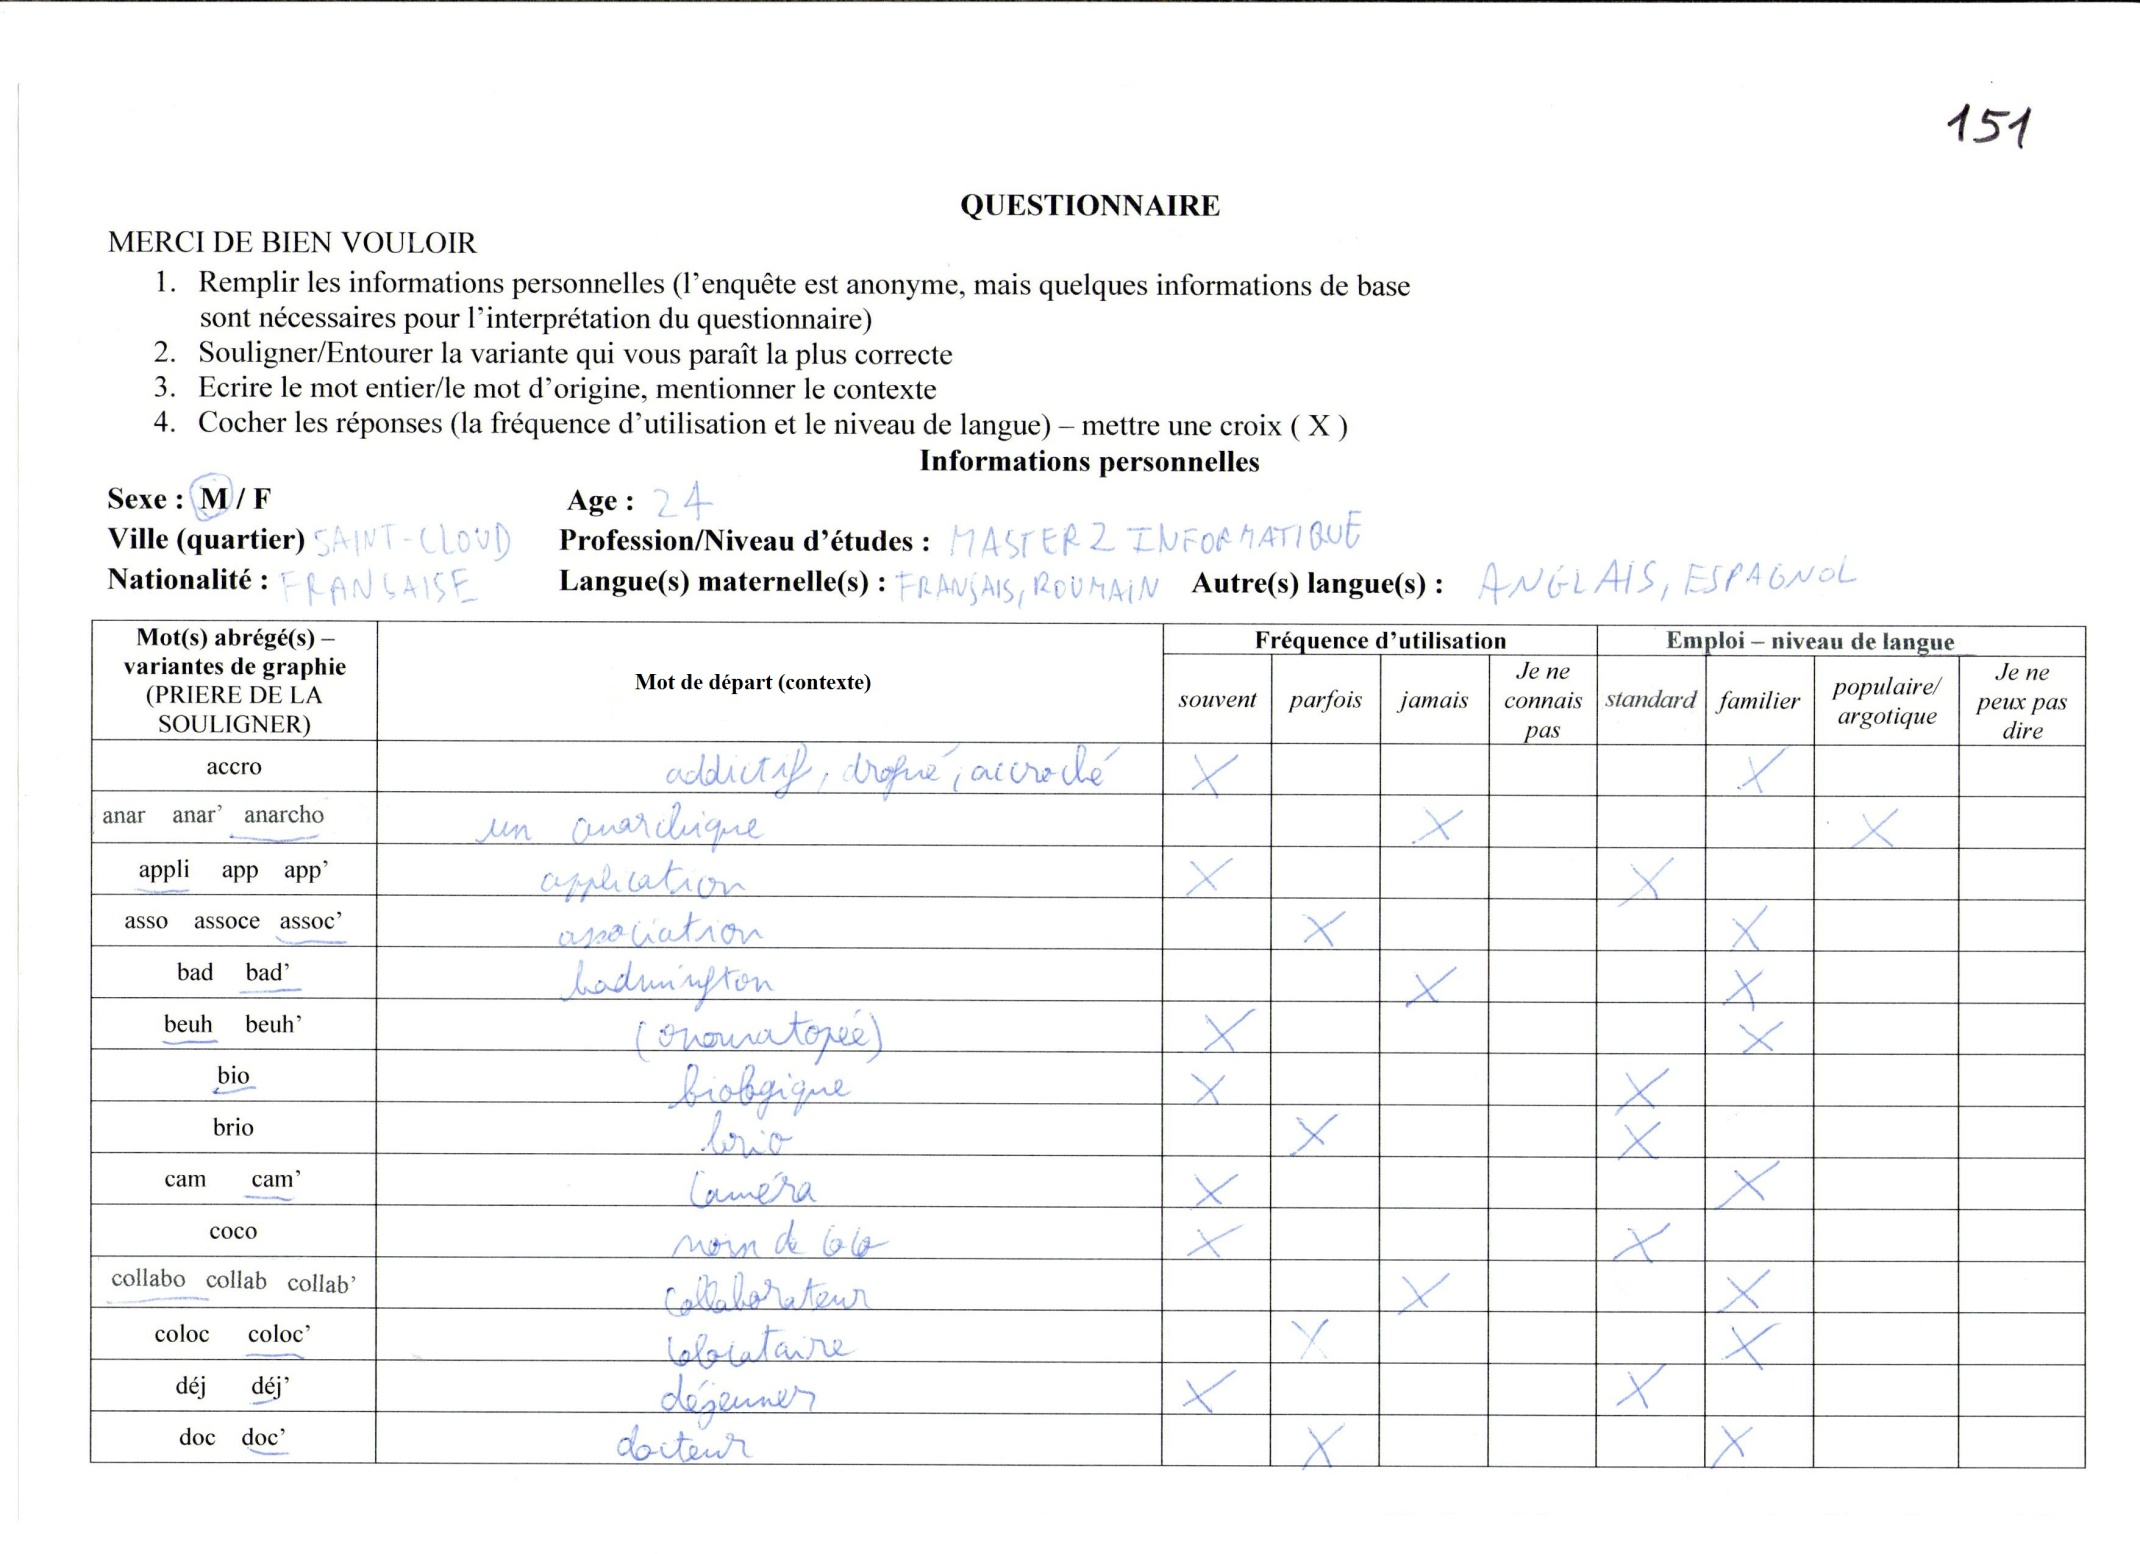 151
QUESTIONNAIRE
MERCI DE BIEN VOULOIR
1. Remplir les informations personnelles (l’enquête est anonyme, mais quelques informations de base
sont nécessaires pour l’interprétation du questionnaire)
2. Souligner/Entourer la variante qui vous paraît la plus correcte
3. Ecrire le mot entier/le mot d’origine, mentionner le contexte
4. Cocher les réponses (la fréquence d’utilisation et le niveau de langue) – mettre une croix ( X )
Informations personnelles
Sexe : M / F Age : 24
Ville (quartier) SAINT-CLOUD Profession/Niveau d’études : MASTER 2 INFORMATIQUE
Nationalité : FRANÇAISE Langue(s) maternelle(s) : FRANÇAIS, ROUMAIN Autre(s) langue(s) : ANGLAIS, ESPAGNOL
Mot(s) abrégé(s) –
variantes de graphie
(PRIERE DE LA
SOULIGNER)
Mot de départ (contexte)
Fréquence d’utilisation
Emploi – niveau de langue
souvent
parfois
jamais
Je ne
connais
pas
standard
familier
populaire/
argotique
Je ne
peux pas
dire
accro addictif, drogué, accroché X X
anar anar’ anarcho un anarchique X X
appli app app’ application X X
asso assoce assoc’ association X X
bad bad’ badmington X X
beuh beuh’ (onomatopée) X X
bio biologique X X
brio brio X X
cam cam’ caméra X X
coco nom de X X
collabo collab collab’ collaborateur X X
coloc coloc’ colocataire X X
déj déj’ déjeuner X X
doc doc’ docteur X X